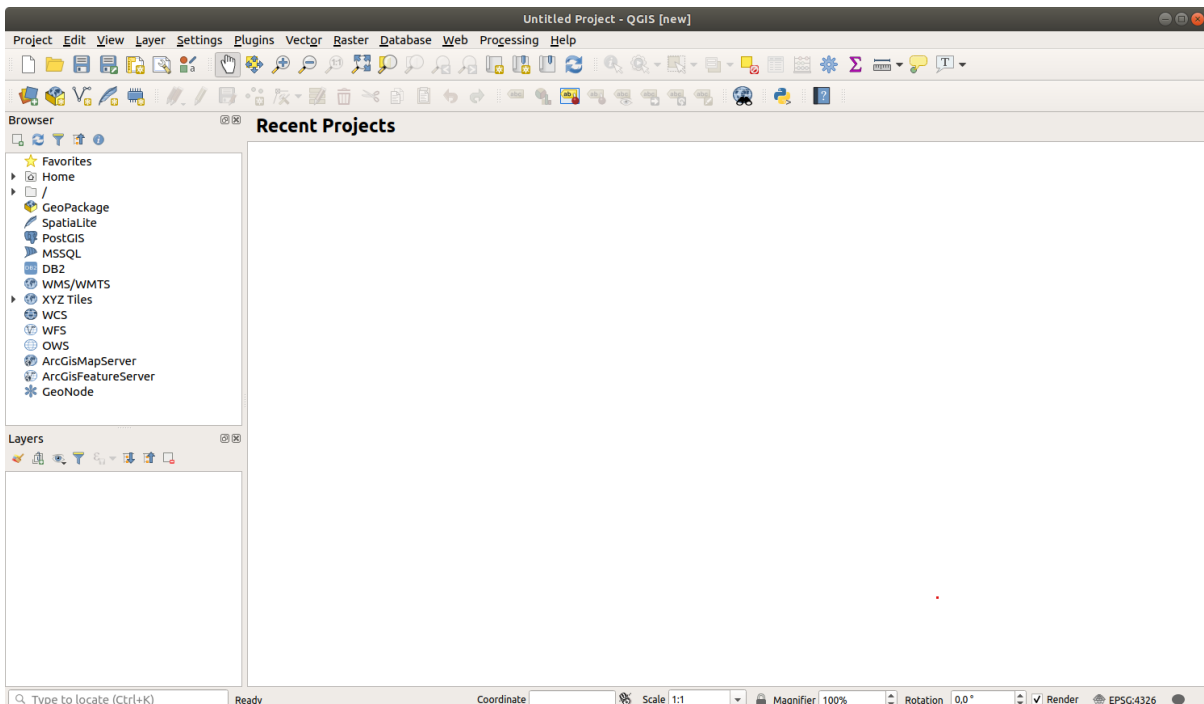 Untitled Project - QGIS [new]
Project Edit View Layer Settings Plugins Vector Raster Database Web Processing Help
Browser
Favorites
Home
/
GeoPackage
SpatiaLite
PostGIS
MSSQL
DB2
WMS/WMTS
XYZ Tiles
WCS
WFS
OWS
ArcGisMapServer
ArcGisFeatureServer
GeoNode
Recent Projects
Layers
Type to locate (Ctrl+K) Ready Coordinate Scale 1:1 Magnifier 100% Rotation 0,0 ° Render EPSG:4326